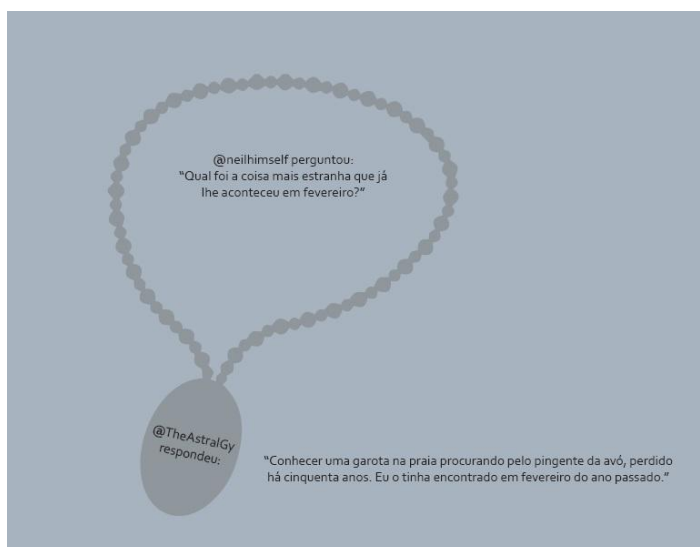 @neilhimself perguntou:
“Qual foi a coisa mais estranha que já
lhe aconteceu em fevereiro?”
@TheAstralGy
respondeu:
“Conhecer uma garota na praia procurando pelo pingente da avó, perdido
há cinquenta anos. Eu o tinha encontrado em fevereiro do ano passado.”